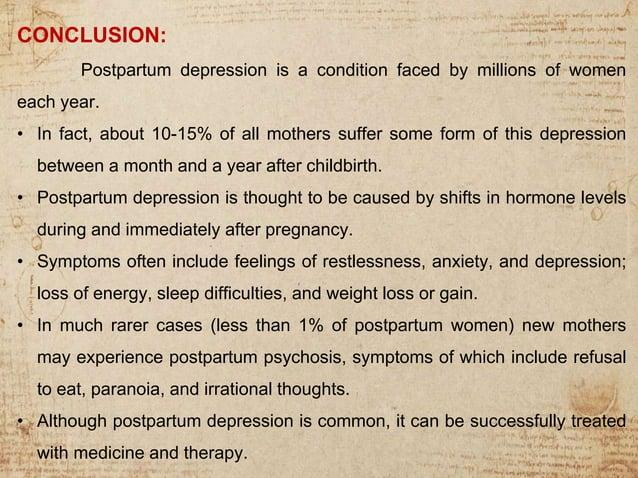 CONCLUSION:
Postpartum depression is a condition faced by millions of women
each year.
• In fact, about 10-15% of all mothers suffer some form of this depression
between a month and a year after childbirth.
• Postpartum depression is thought to be caused by shifts in hormone levels
during and immediately after pregnancy.
• Symptoms often include feelings of restlessness, anxiety, and depression;
loss of energy, sleep difficulties, and weight loss or gain.
• In much rarer cases (less than 1% of postpartum women) new mothers
may experience postpartum psychosis, symptoms of which include refusal
to eat, paranoia, and irrational thoughts.
• Although postpartum depression is common, it can be successfully treated
with medicine and therapy.